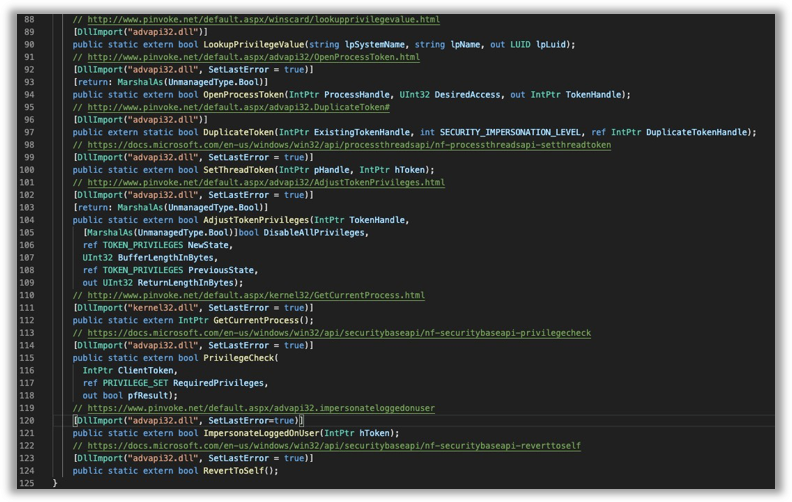 88 // http://www.pinvoke.net/default.aspx/winscard/lookupprivilegevalue.html
89 [DllImport("advapi32.dll")]
90 public static extern bool LookupPrivilegeValue(string lpSystemName, string lpName, out LUID lpLuid);
91 // http://www.pinvoke.net/default.aspx/advapi32/OpenProcessToken.html
92 [DllImport("advapi32.dll", SetLastError = true)]
93 [return: MarshalAs(UnmanagedType.Bool)]
94 public static extern bool OpenProcessToken(IntPtr ProcessHandle, UInt32 DesiredAccess, out IntPtr TokenHandle);
95 // http://www.pinvoke.net/default.aspx/advapi32.DuplicateToken#
96 [DllImport("advapi32.dll")]
97 public extern static bool DuplicateToken(IntPtr ExistingTokenHandle, int SECURITY_IMPERSONATION_LEVEL, ref IntPtr DuplicateTokenHandle);
98 // https://docs.microsoft.com/en-us/windows/win32/api/processthreadsapi/nf-processthreadsapi-setthreadtoken
99 [DllImport("advapi32.dll", SetLastError = true)]
100 public static extern bool SetThreadToken(IntPtr pHandle, IntPtr hToken);
101 // http://www.pinvoke.net/default.aspx/advapi32/AdjustTokenPrivileges.html
102 [DllImport("advapi32.dll", SetLastError = true)]
103 [return: MarshalAs(UnmanagedType.Bool)]
104 public static extern bool AdjustTokenPrivileges(IntPtr TokenHandle,
105 [MarshalAs(UnmanagedType.Bool)]bool DisableAllPrivileges,
106 ref TOKEN_PRIVILEGES NewState,
107 UInt32 BufferLengthInBytes,
108 ref TOKEN_PRIVILEGES PreviousState,
109 out UInt32 ReturnLengthInBytes);
110 // http://www.pinvoke.net/default.aspx/kernel32/GetCurrentProcess.html
111 [DllImport("kernel32.dll", SetLastError = true)]
112 public static extern IntPtr GetCurrentProcess();
113 // https://docs.microsoft.com/en-us/windows/win32/api/securitybaseapi/nf-securitybaseapi-privilegecheck
114 [DllImport("advapi32.dll", SetLastError = true)]
115 public static extern bool PrivilegeCheck(
116 IntPtr ClientToken,
117 ref PRIVILEGE_SET RequiredPrivileges,
118 out bool pfResult);
119 // https://www.pinvoke.net/default.aspx/advapi32.impersonateloggedonuser
120 [DllImport("advapi32.dll", SetLastError=true)]
121 public static extern bool ImpersonateLoggedOnUser(IntPtr hToken);
122 // https://docs.microsoft.com/en-us/windows/win32/api/securitybaseapi/nf-securitybaseapi-reverttoself
123 [DllImport("advapi32.dll", SetLastError = true)]
124 public static extern bool RevertToSelf();
125 }